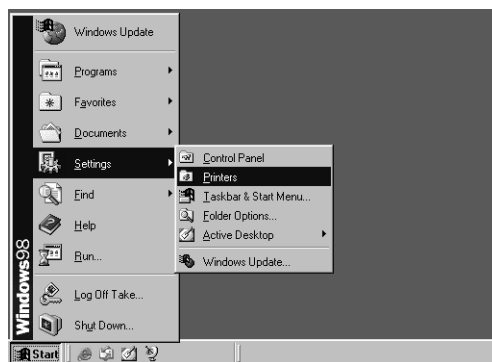 Windows Update
Programs
Favorites
Documents
Settings
Find
Help
Run...
Log Off Take...
Shut Down...
Windows98
Control Panel
Printers
Taskbar & Start Menu...
Folder Options...
Active Desktop
Windows Update...
Start